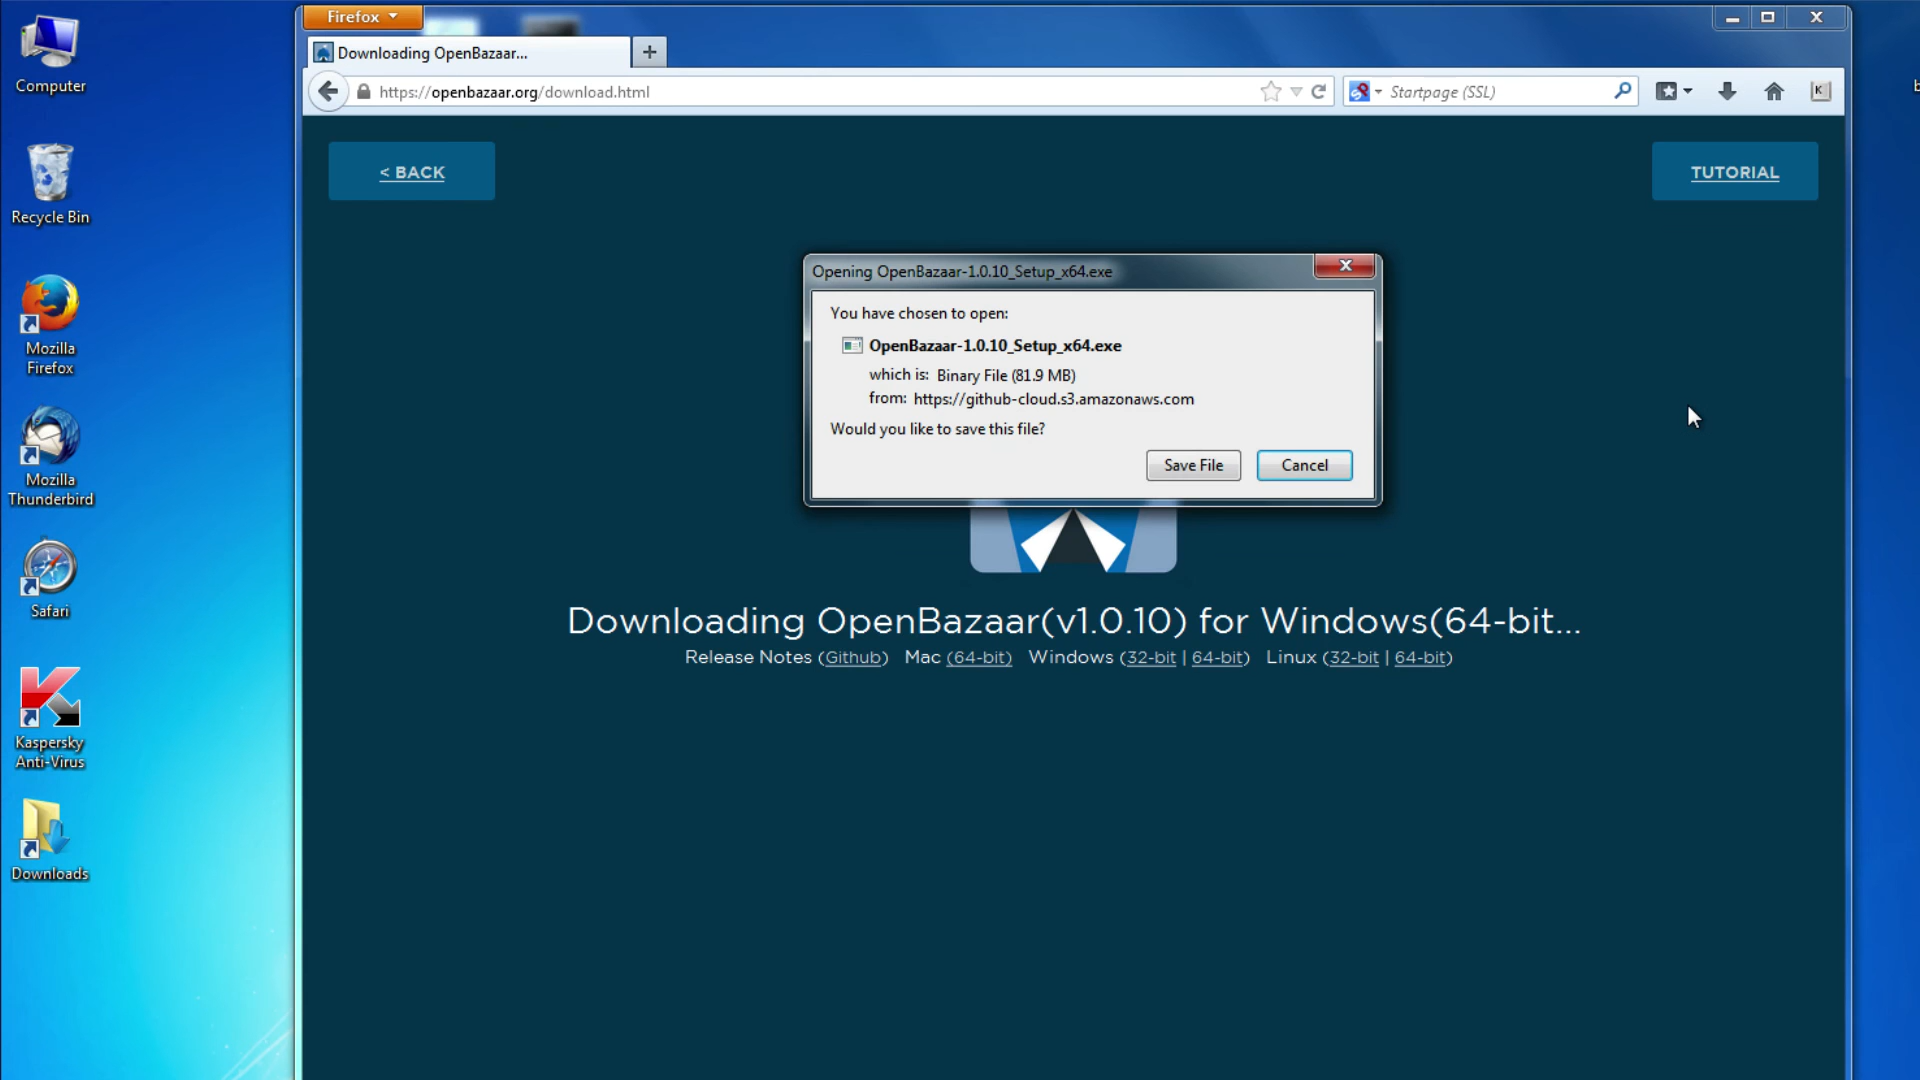 Computer
Recycle Bin
Mozilla
Firefox
Mozilla
Thunderbird
Safari
Kaspersky
Anti-Virus
Downloads
Firefox
Downloading OpenBazaar...
https://openbazaar.org/download.html
Startpage (SSL)
K
< BACK
TUTORIAL
Opening OpenBazaar-1.0.10_Setup_x64.exe
You have chosen to open:
OpenBazaar-1.0.10_Setup_x64.exe
which is: Binary File (81.9 MB)
from: https://github-cloud.s3.amazonaws.com
Would you like to save this file?
Save File Cancel
Downloading OpenBazaar(v1.0.10) for Windows(64-bit...
Release Notes (Github) Mac (64-bit) Windows (32-bit | 64-bit) Linux (32-bit | 64-bit)